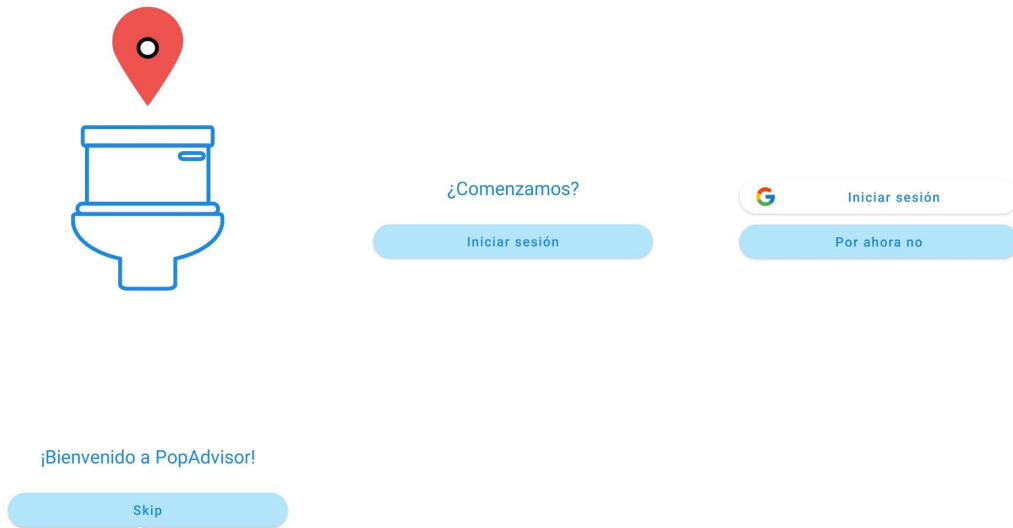 ¡Bienvenido a PopAdvisor!
Skip
¿Comenzamos?
Iniciar sesión
Iniciar sesión
Por ahora no